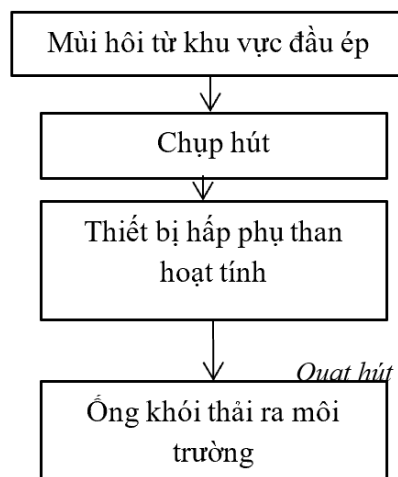 Mùi hôi từ khu vực đầu ép
Chụp hút
Thiết bị hấp phụ than
hoạt tính
Quạt hút
Ống khói thải ra môi
trường